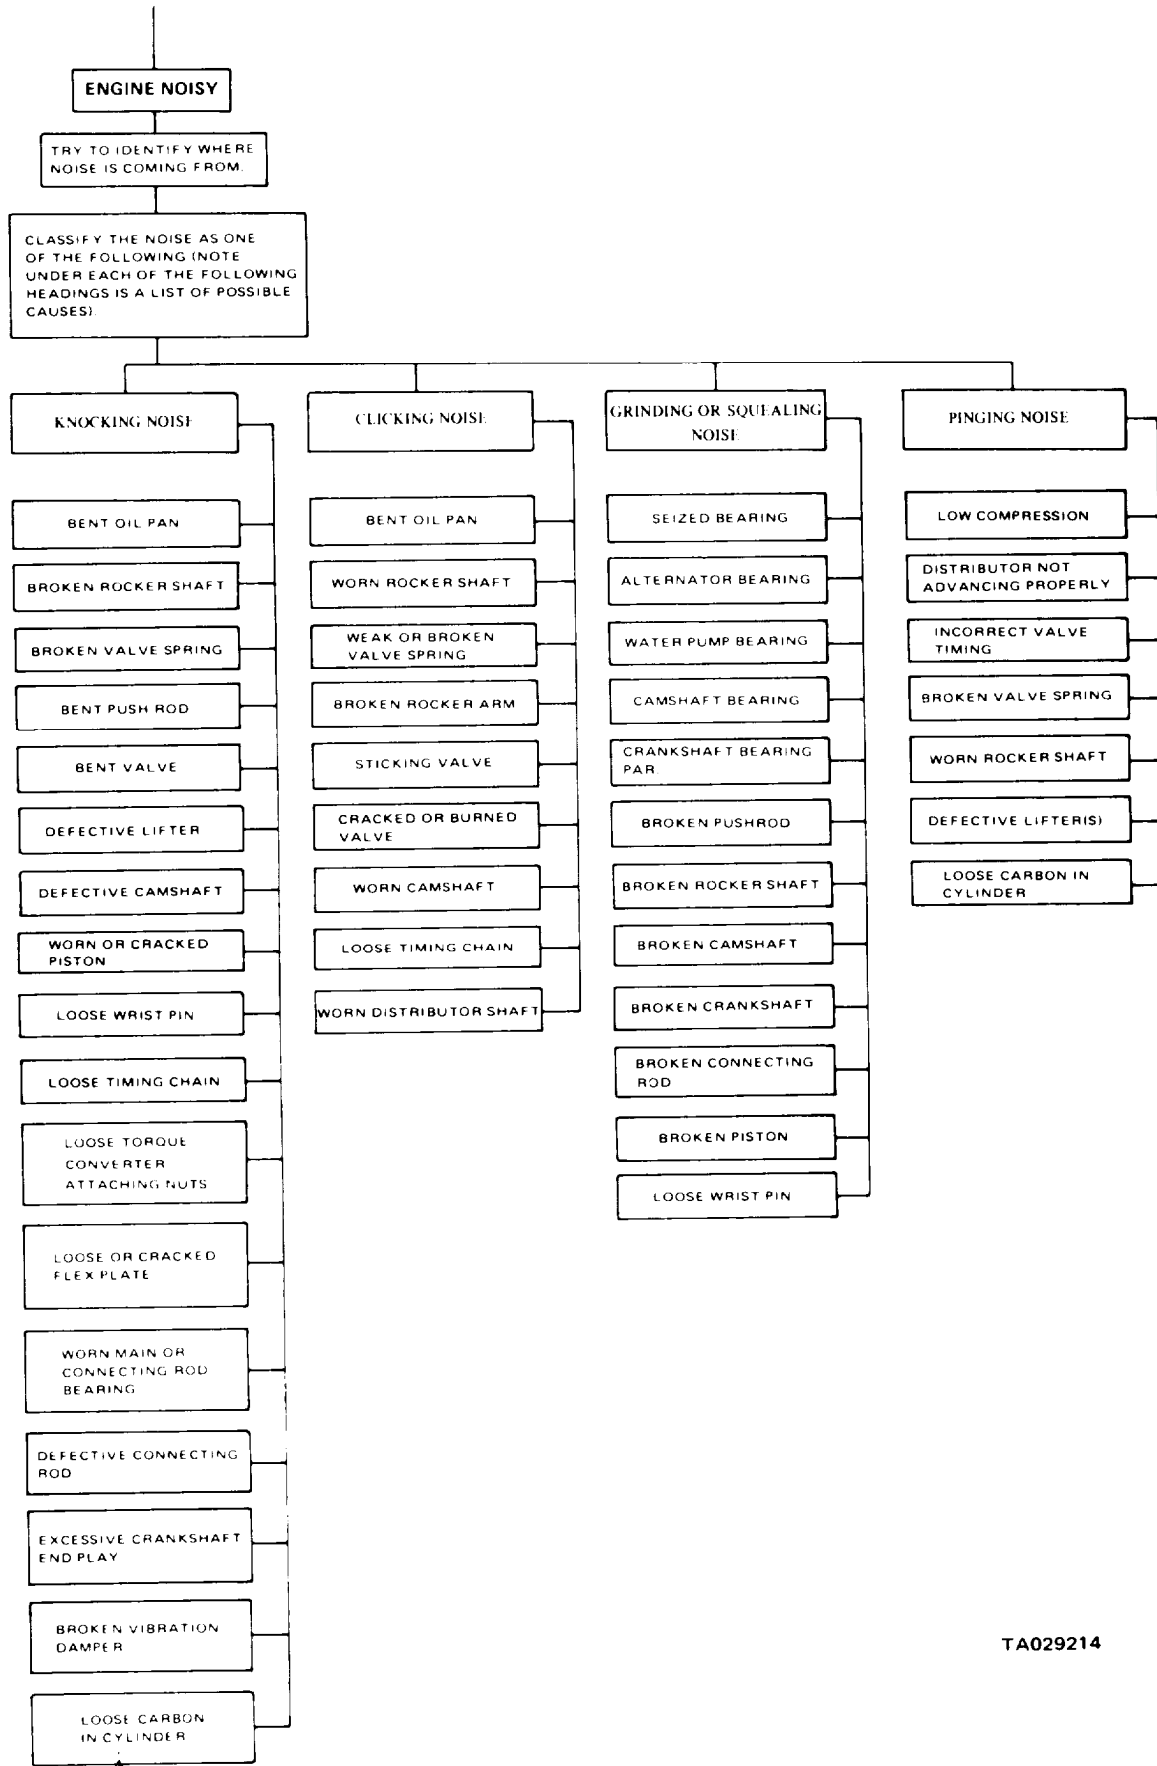 ENGINE NOISY
TRY TO IDENTIFY WHERE
NOISE IS COMING FROM.
CLASSIFY THE NOISE AS ONE
OF THE FOLLOWING (NOTE
UNDER EACH OF THE FOLLOWING
HEADINGS IS A LIST OF POSSIBLE
CAUSES).
KNOCKING NOISE
BENT OIL PAN
BROKEN ROCKER SHAFT
BROKEN VALVE SPRING
BENT PUSH ROD
BENT VALVE
DEFECTIVE LIFTER
DEFECTIVE CAMSHAFT
WORN OR CRACKED
PISTON
LOOSE WRIST PIN
LOOSE TIMING CHAIN
LOOSE TORQUE
CONVERTER
ATTACHING NUTS
LOOSE OR CRACKED
FLEX PLATE
WORN MAIN OR
CONNECTING ROD
BEARING
DEFECTIVE CONNECTING
ROD
EXCESSIVE CRANKSHAFT
END PLAY
BROKEN VIBRATION
DAMPER
LOOSE CARBON
IN CYLINDER
CLICKING NOISE
BENT OIL PAN
WORN ROCKER SHAFT
WEAK OR BROKEN
VALVE SPRING
BROKEN ROCKER ARM
STICKING VALVE
CRACKED OR BURNED
VALVE
WORN CAMSHAFT
LOOSE TIMING CHAIN
WORN DISTRIBUTOR SHAFT
GRINDING OR SQUEALING
NOISE
SEIZED BEARING
ALTERNATOR BEARING
WATER PUMP BEARING
CAMSHAFT BEARING
CRANKSHAFT BEARING
PAR.
BROKEN PUSHROD
BROKEN ROCKER SHAFT
BROKEN CAMSHAFT
BROKEN CRANKSHAFT
BROKEN CONNECTING
ROD
BROKEN PISTON
LOOSE WRIST PIN
PINGING NOISE
LOW COMPRESSION
DISTRIBUTOR NOT
ADVANCING PROPERLY
INCORRECT VALVE
TIMING
BROKEN VALVE SPRING
WORN ROCKER SHAFT
DEFECTIVE LIFTER(S)
LOOSE CARBON IN
CYLINDER
TA029214